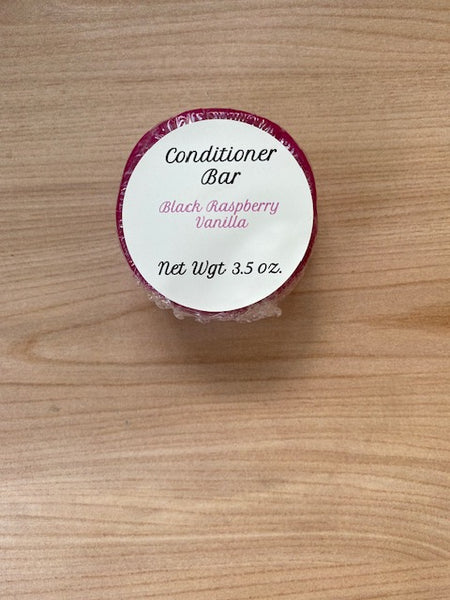 Conditioner
Bar
Black Raspberry
Vanilla
Net Wgt 3.5 oz.